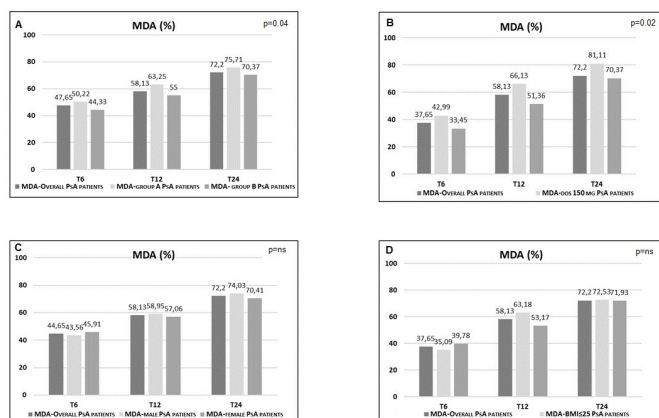 A
MDA (%)
p=0.04
100
80
60
40
20
0
47,65
50,22
44,33
58,13
63,25
55
72,2
75,71
70,37
T6
T12
T24
MDA-Overall PsA patients
MDA-group A PsA patients
MDA- group B PsA patients
B
MDA (%)
p=0.02
100
80
60
40
20
0
37,65
42,99
33,45
58,13
66,13
51,36
72,2
81,11
70,37
T6
T12
T24
MDA-Overall PsA patients
MDA-dos 150 mg PsA patients
C
MDA (%)
p=ns
100
80
60
40
20
0
44,65
43,56
45,91
58,13
58,95
57,06
72,2
74,03
70,41
T6
T12
T24
MDA-Overall PsA patients
MDA-male PsA patients
MDA-female PsA patients
D
MDA (%)
p=ns
100
80
60
40
20
0
37,65
35,09
39,78
58,13
63,18
53,17
72,2
72,53
71,93
T6
T12
T24
MDA-Overall PsA patients
MDA-BMI≤25 PsA patients